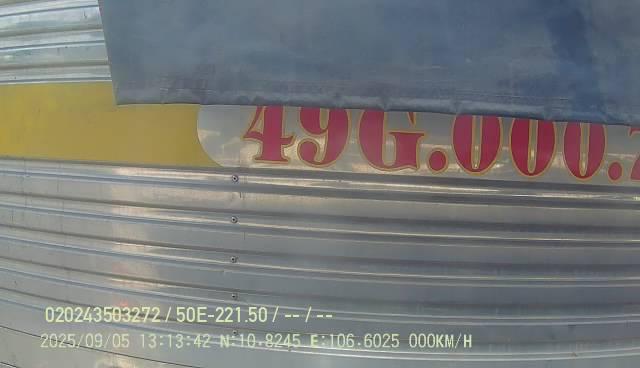 49G.000.
020243503272 / 50E-221.50 / -- / --
2025/09/05 13:13:42 N:10.8245 E:106.6025 000KM/H